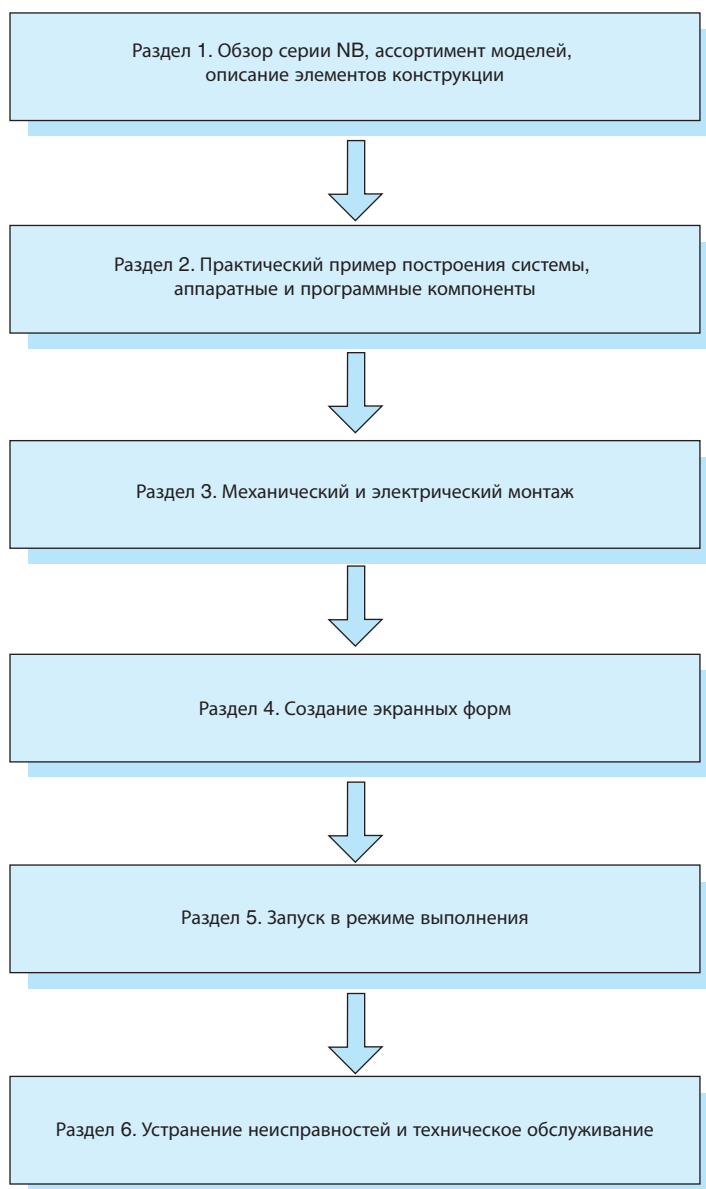 Раздел 1. Обзор серии NB, ассортимент моделей,
описание элементов конструкции
Раздел 2. Практический пример построения системы,
аппаратные и программные компоненты
Раздел 3. Механический и электрический монтаж
Раздел 4. Создание экранных форм
Раздел 5. Запуск в режиме выполнения
Раздел 6. Устранение неисправностей и техническое обслуживание